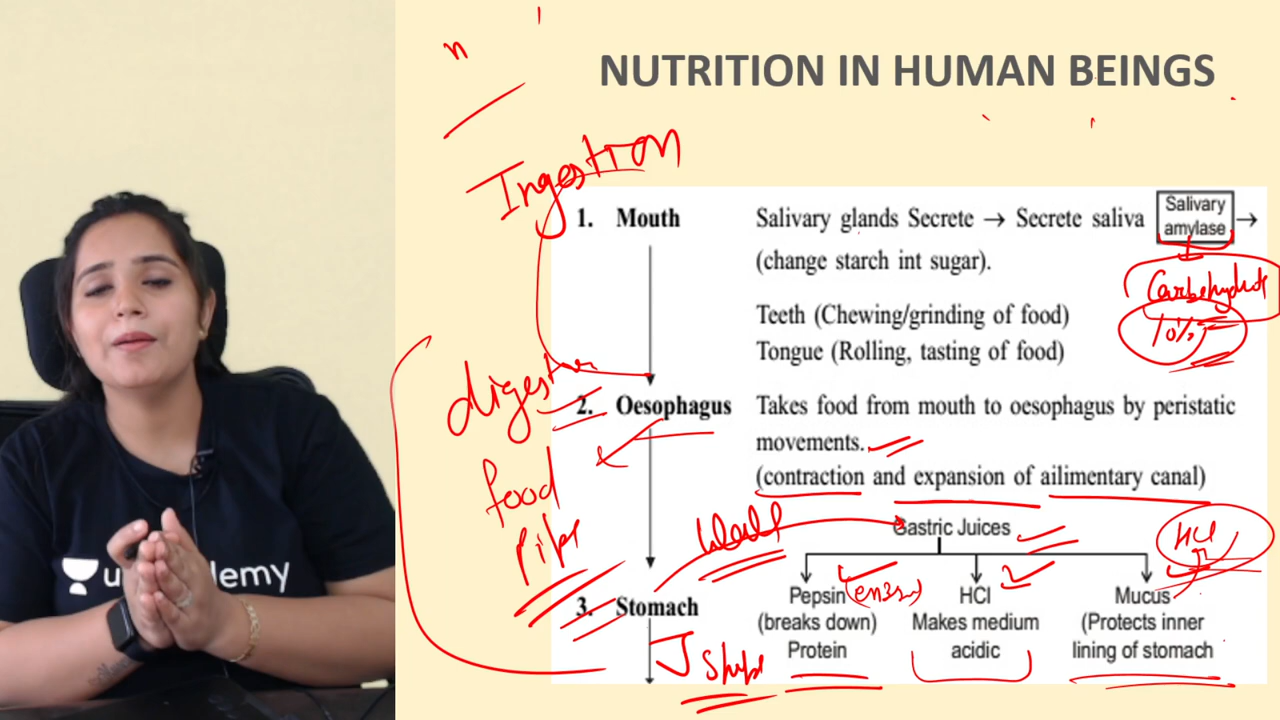 NUTRITION IN HUMAN BEINGS
Ingestion
1. Mouth
Salivary glands Secrete → Secrete saliva
Salivary
amylase
→
(change starch int sugar).
Carbohydrate
10%
Teeth (Chewing/grinding of food)
Tongue (Rolling, tasting of food)
digestion
2. Oesophagus
Takes food from mouth to oesophagus by peristatic
movements.
(contraction and expansion of ailimentary canal)
food
pipe
Gastric Juices
HCl
3. Stomach
J Shape
Pepsin
(breaks down)
Protein
HCl
Makes medium
acidic
Mucus
(Protects inner
lining of stomach
unacademy